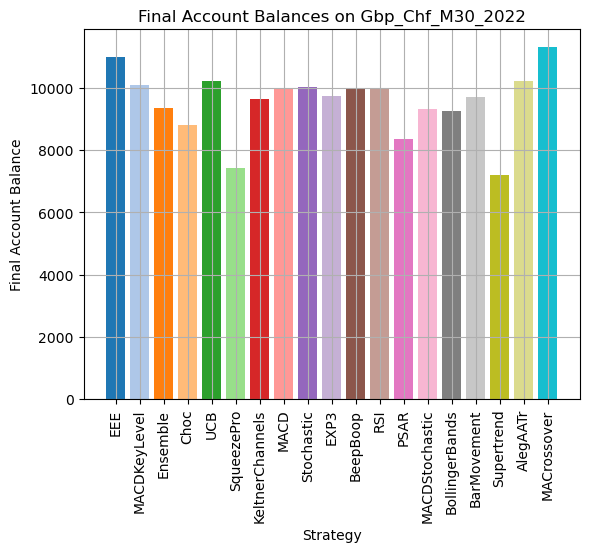 Final Account Balances on Gbp_Chf_M30_2022
Final Account Balance
10000
8000
6000
4000
2000
0
EEE
MACDKeyLevel
Ensemble
Choc
UCB
SqueezePro
KeltnerChannels
MACD
Stochastic
EXP3
BeepBoop
RSI
PSAR
MACDStochastic
BollingerBands
BarMovement
Supertrend
AlegAATr
MACrossover
Strategy